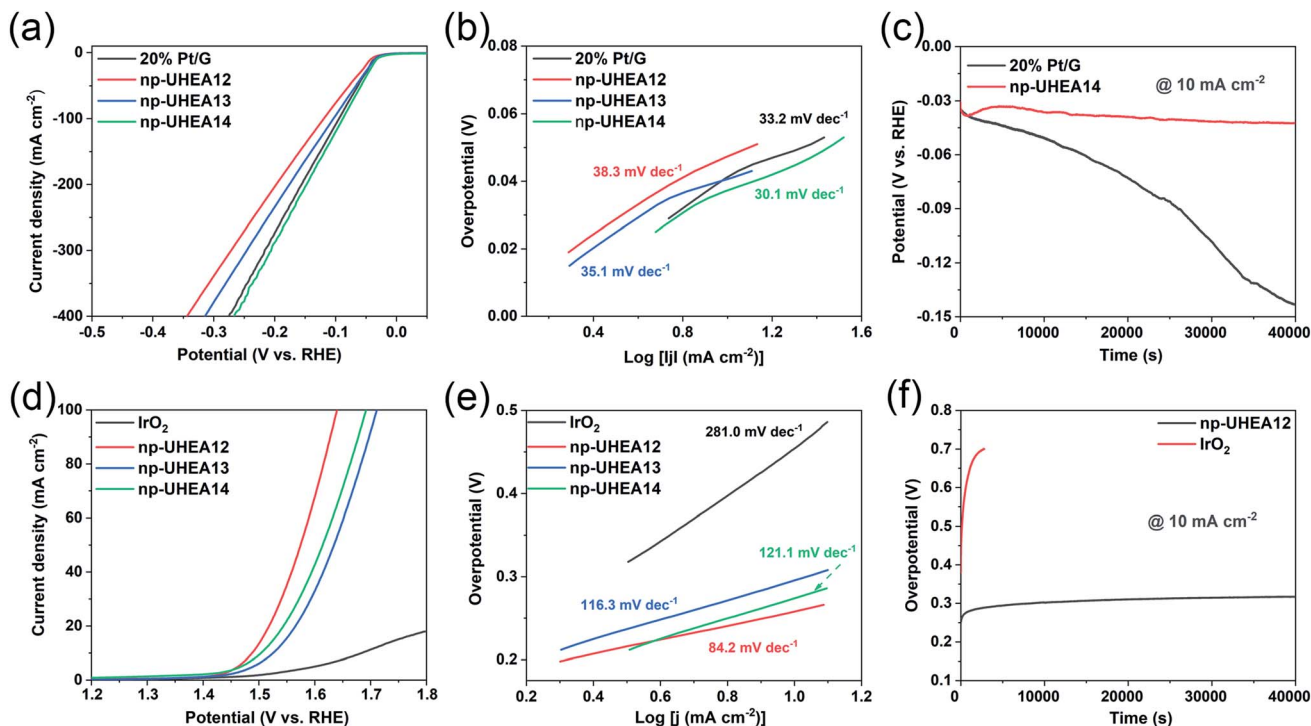 (a)
20% Pt/G
np-UHEA12
np-UHEA13
np-UHEA14
Current density (mA cm⁻²)
0
-100
-200
-300
-400
-0.5
-0.4
-0.3
-0.2
-0.1
0.0
Potential (V vs. RHE)
(b)
20% Pt/G
np-UHEA12
np-UHEA13
np-UHEA14
33.2 mV dec⁻¹
38.3 mV dec⁻¹
30.1 mV dec⁻¹
35.1 mV dec⁻¹
Overpotential (V)
0.08
0.06
0.04
0.02
0.00
0.4
0.8
1.2
1.6
Log [|j| (mA cm⁻²)]
(c)
20% Pt/G
np-UHEA14
@ 10 mA cm⁻²
Potential (V vs. RHE)
0.00
-0.03
-0.06
-0.09
-0.12
-0.15
0
10000
20000
30000
40000
Time (s)
(d)
IrO₂
np-UHEA12
np-UHEA13
np-UHEA14
Current density (mA cm⁻²)
100
80
60
40
20
0
1.2
1.3
1.4
1.5
1.6
1.7
1.8
Potential (V vs. RHE)
(e)
IrO₂
np-UHEA12
np-UHEA13
np-UHEA14
281.0 mV dec⁻¹
121.1 mV dec⁻¹
116.3 mV dec⁻¹
84.2 mV dec⁻¹
Overpotential (V)
0.5
0.4
0.3
0.2
0.2
0.4
0.6
0.8
1.0
1.2
Log [j (mA cm⁻²)]
(f)
np-UHEA12
IrO₂
@ 10 mA cm⁻²
Overpotential (V)
0.8
0.7
0.6
0.5
0.4
0.3
0.2
0.1
0
10000
20000
30000
40000
Time (s)